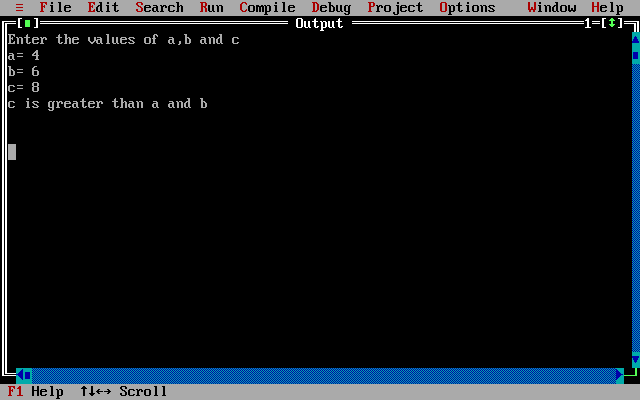 ≡ File Edit Search Run Compile Debug Project Options Window Help
[■] Output 1=[↕]
Enter the values of a,b and c
a= 4
b= 6
c= 8
c is greater than a and b
F1 Help ↑↓←→ Scroll